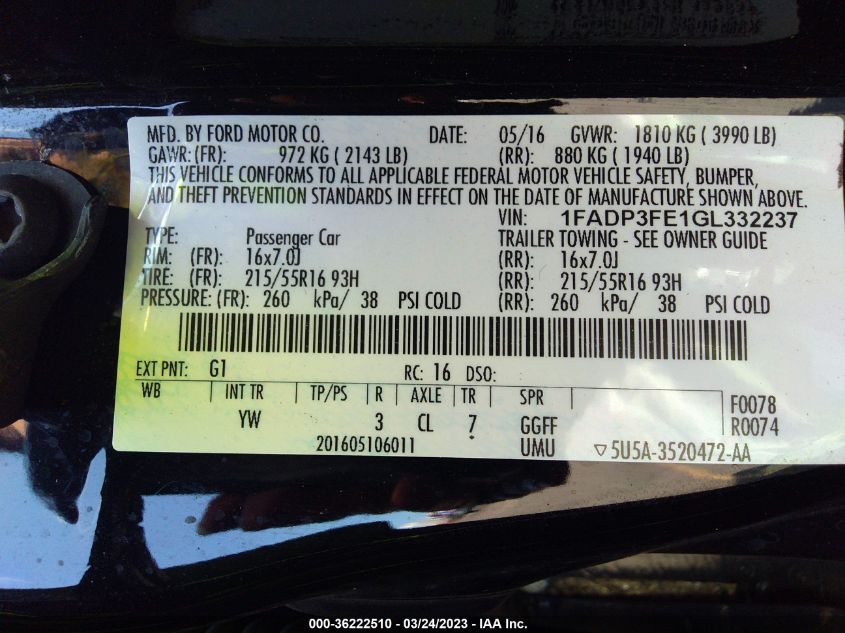 MFD. BY FORD MOTOR CO. DATE: 05/16 GVWR: 1810 KG ( 3990 LB)
GAWR:(FR): 972 KG ( 2143 LB) (RR): 880 KG ( 1940 LB)
THIS VEHICLE CONFORMS TO ALL APPLICABLE FEDERAL MOTOR VEHICLE SAFETY, BUMPER,
AND THEFT PREVENTION STANDARDS IN EFFECT ON THE DATE OF MANUFACTURE SHOWN ABOVE.
VIN: 1FADP3FE1GL332237
TYPE: Passenger Car TRAILER TOWING - SEE OWNER GUIDE
RIM: (FR): 16x7.0J (RR): 16x7.0J
TIRE: (FR): 215/55R16 93H (RR): 215/55R16 93H
PRESSURE: (FR): 260 kPa/ 38 PSI COLD (RR): 260 kPa/ 38 PSI COLD
EXT PNT: G1 RC: 16 DSO:
WB INT TR TP/PS R AXLE TR SPR F0078
YW 3 CL 7 GGFF R0074
201605106011 UMU ▽5U5A-3520472-AA
000-36222510 - 03/24/2023 - IAA Inc.